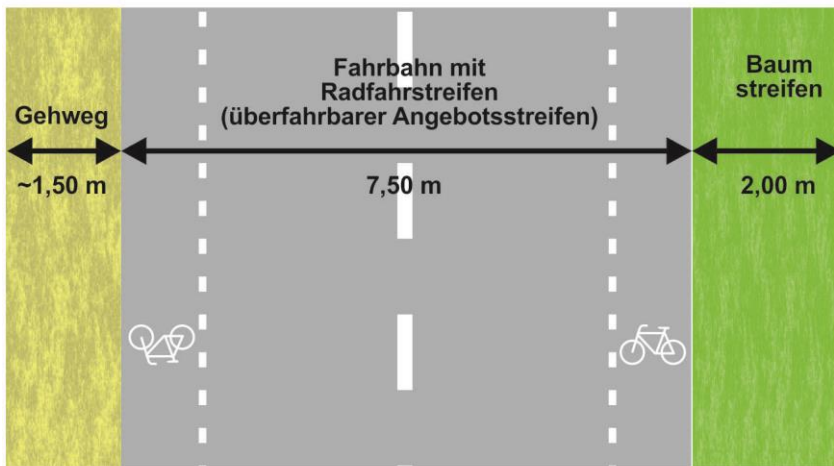 Gehweg
~1,50 m
Fahrbahn mit
Radfahrstreifen
(überfahrbarer Angebotsstreifen)
7,50 m
Baum
streifen
2,00 m